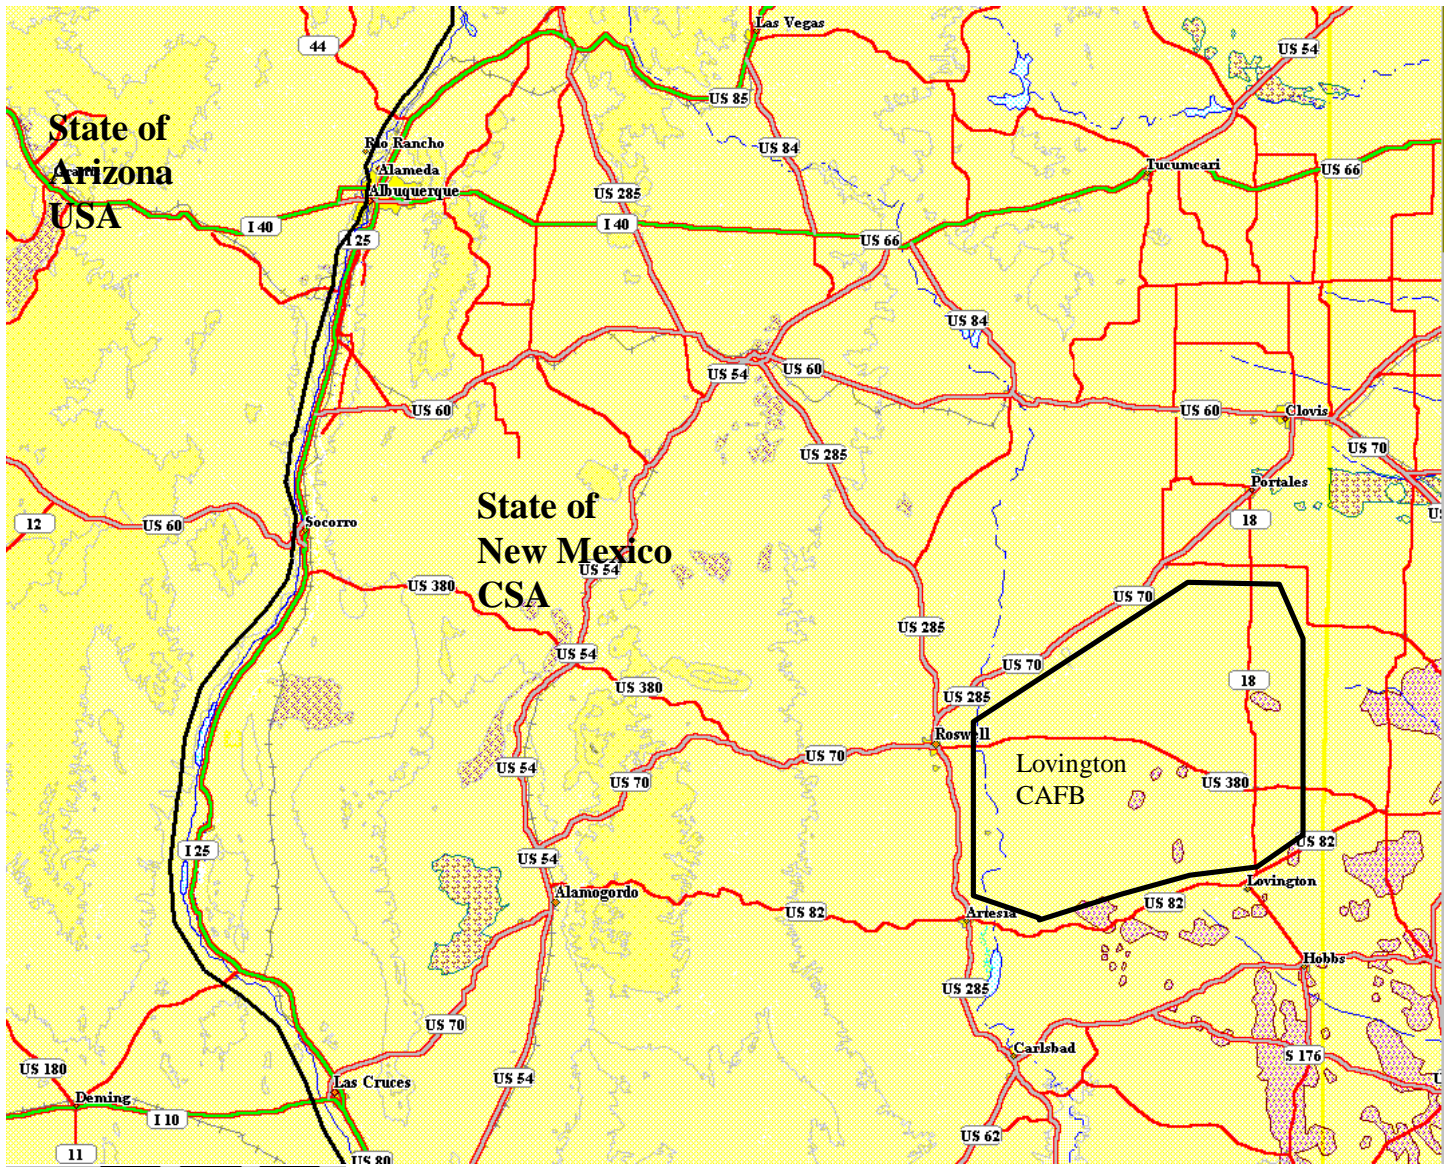 Las Vegas
44
US 54
US 85
State of
Arizona
USA
Rio Rancho
US 84
Alameda
Tucumcari
US 66
Grants
Albuquerque
US 285
I 40
I 40
I 25
US 66
US 84
US 54
US 60
US 60
US 60
Clovis
US 285
US 70
Portales
State of
New Mexico
CSA
12
US 60
Socorro
18
US
US 54
US 380
US 70
US 285
US 54
US 70
US 380
18
US 285
Roswell
US 54
US 70
US 70
Lovington
CAFB
US 380
I 25
US 54
US 82
Alamogordo
Lovington
US 82
US 82
Artesia
Hobbs
US 285
US 70
Carlsbad
S 176
US 180
US 54
Las Cruces
Deming
I 10
US 62
11
US 80